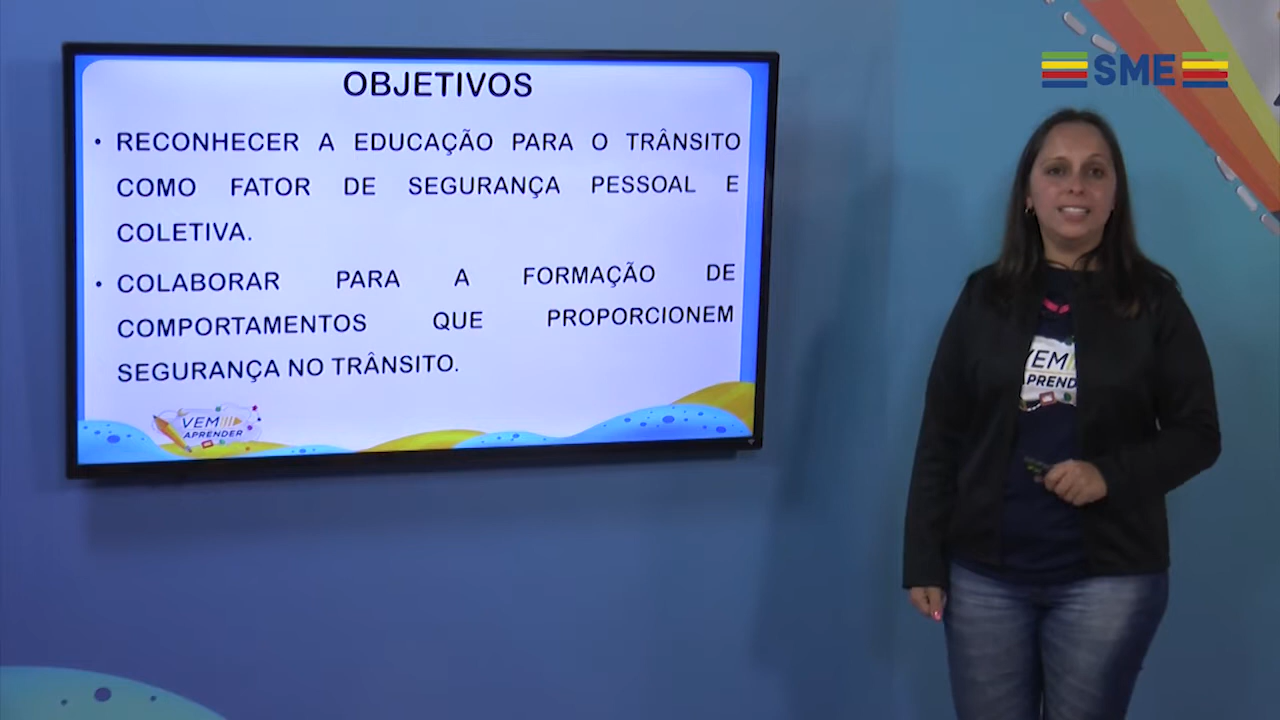 OBJETIVOS
• RECONHECER A EDUCAÇÃO PARA O TRÂNSITO
COMO FATOR DE SEGURANÇA PESSOAL E
COLETIVA.
• COLABORAR PARA A FORMAÇÃO DE
COMPORTAMENTOS QUE PROPORCIONEM
SEGURANÇA NO TRÂNSITO.
VEM
APRENDER
SME
VEM
APRENDE